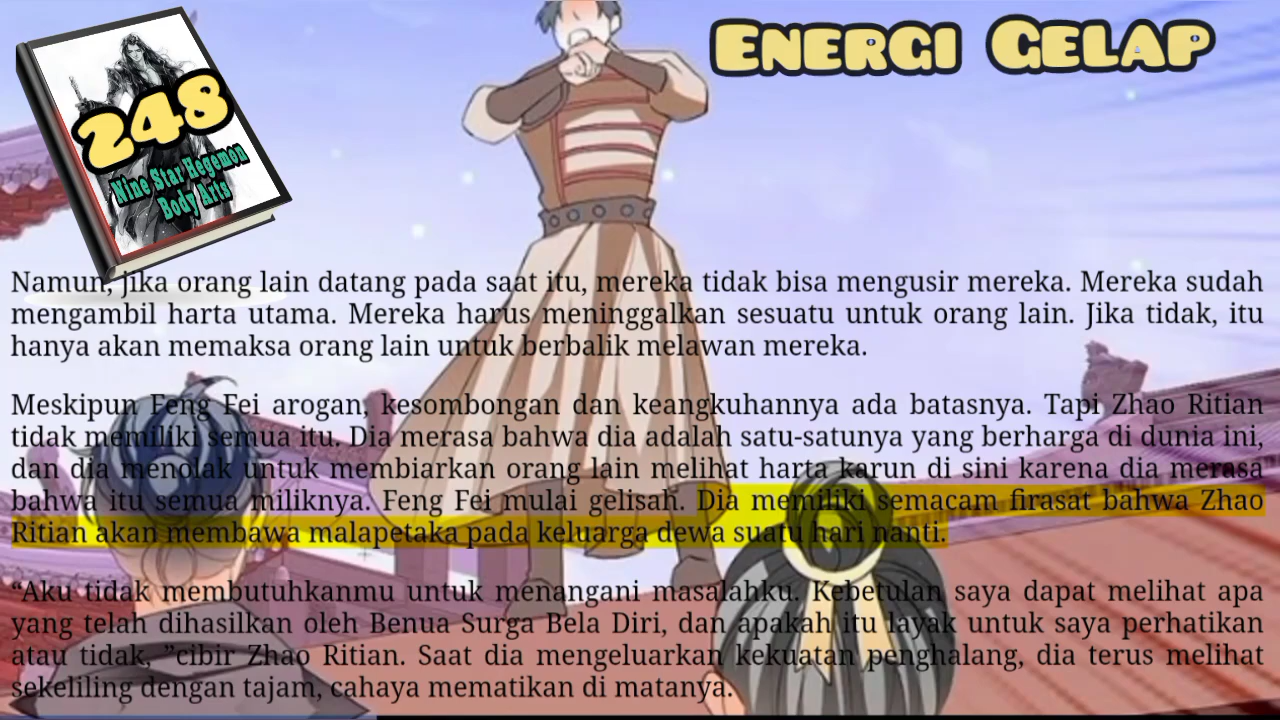 248
Nine Star Hegemon
Body Arts
ENERGI GELAP
Namun, jika orang lain datang pada saat itu, mereka tidak bisa mengusir mereka. Mereka sudah
mengambil harta utama. Mereka harus meninggalkan sesuatu untuk orang lain. Jika tidak, itu
hanya akan memaksa orang lain untuk berbalik melawan mereka.
Meskipun Feng Fei arogan, kesombongan dan keangkuhannya ada batasnya. Tapi Zhao Ritian
tidak memiliki semua itu. Dia merasa bahwa dia adalah satu-satunya yang berharga di dunia ini,
dan dia menolak untuk membiarkan orang lain melihat harta karun di sini karena dia merasa
bahwa itu semua miliknya. Feng Fei mulai gelisah. Dia memiliki semacam firasat bahwa Zhao
Ritian akan membawa malapetaka pada keluarga dewa suatu hari nanti.
“Aku tidak membutuhkanmu untuk menangani masalahku. Kebetulan saya dapat melihat apa
yang telah dihasilkan oleh Benua Surga Bela Diri, dan apakah itu layak untuk saya perhatikan
atau tidak, ”cibir Zhao Ritian. Saat dia mengeluarkan kekuatan penghalang, dia terus melihat
sekeliling dengan tajam, cahaya mematikan di matanya.